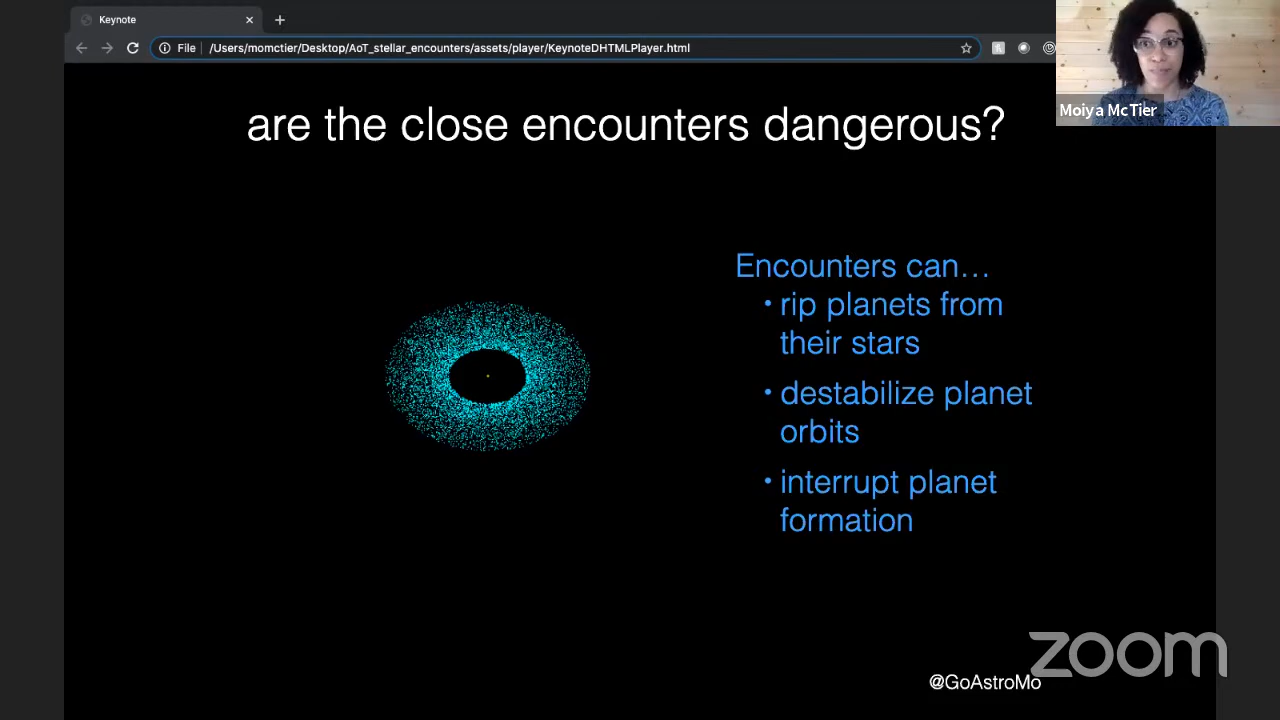 Keynote
File
/Users/momctier/Desktop/AoT_stellar_encounters/assets/player/KeynoteDHTMLPlayer.html
Moiya McTier
are the close encounters dangerous?
Encounters can…
• rip planets from
their stars
• destabilize planet
orbits
• interrupt planet
formation
zoom
@GoAstroMo